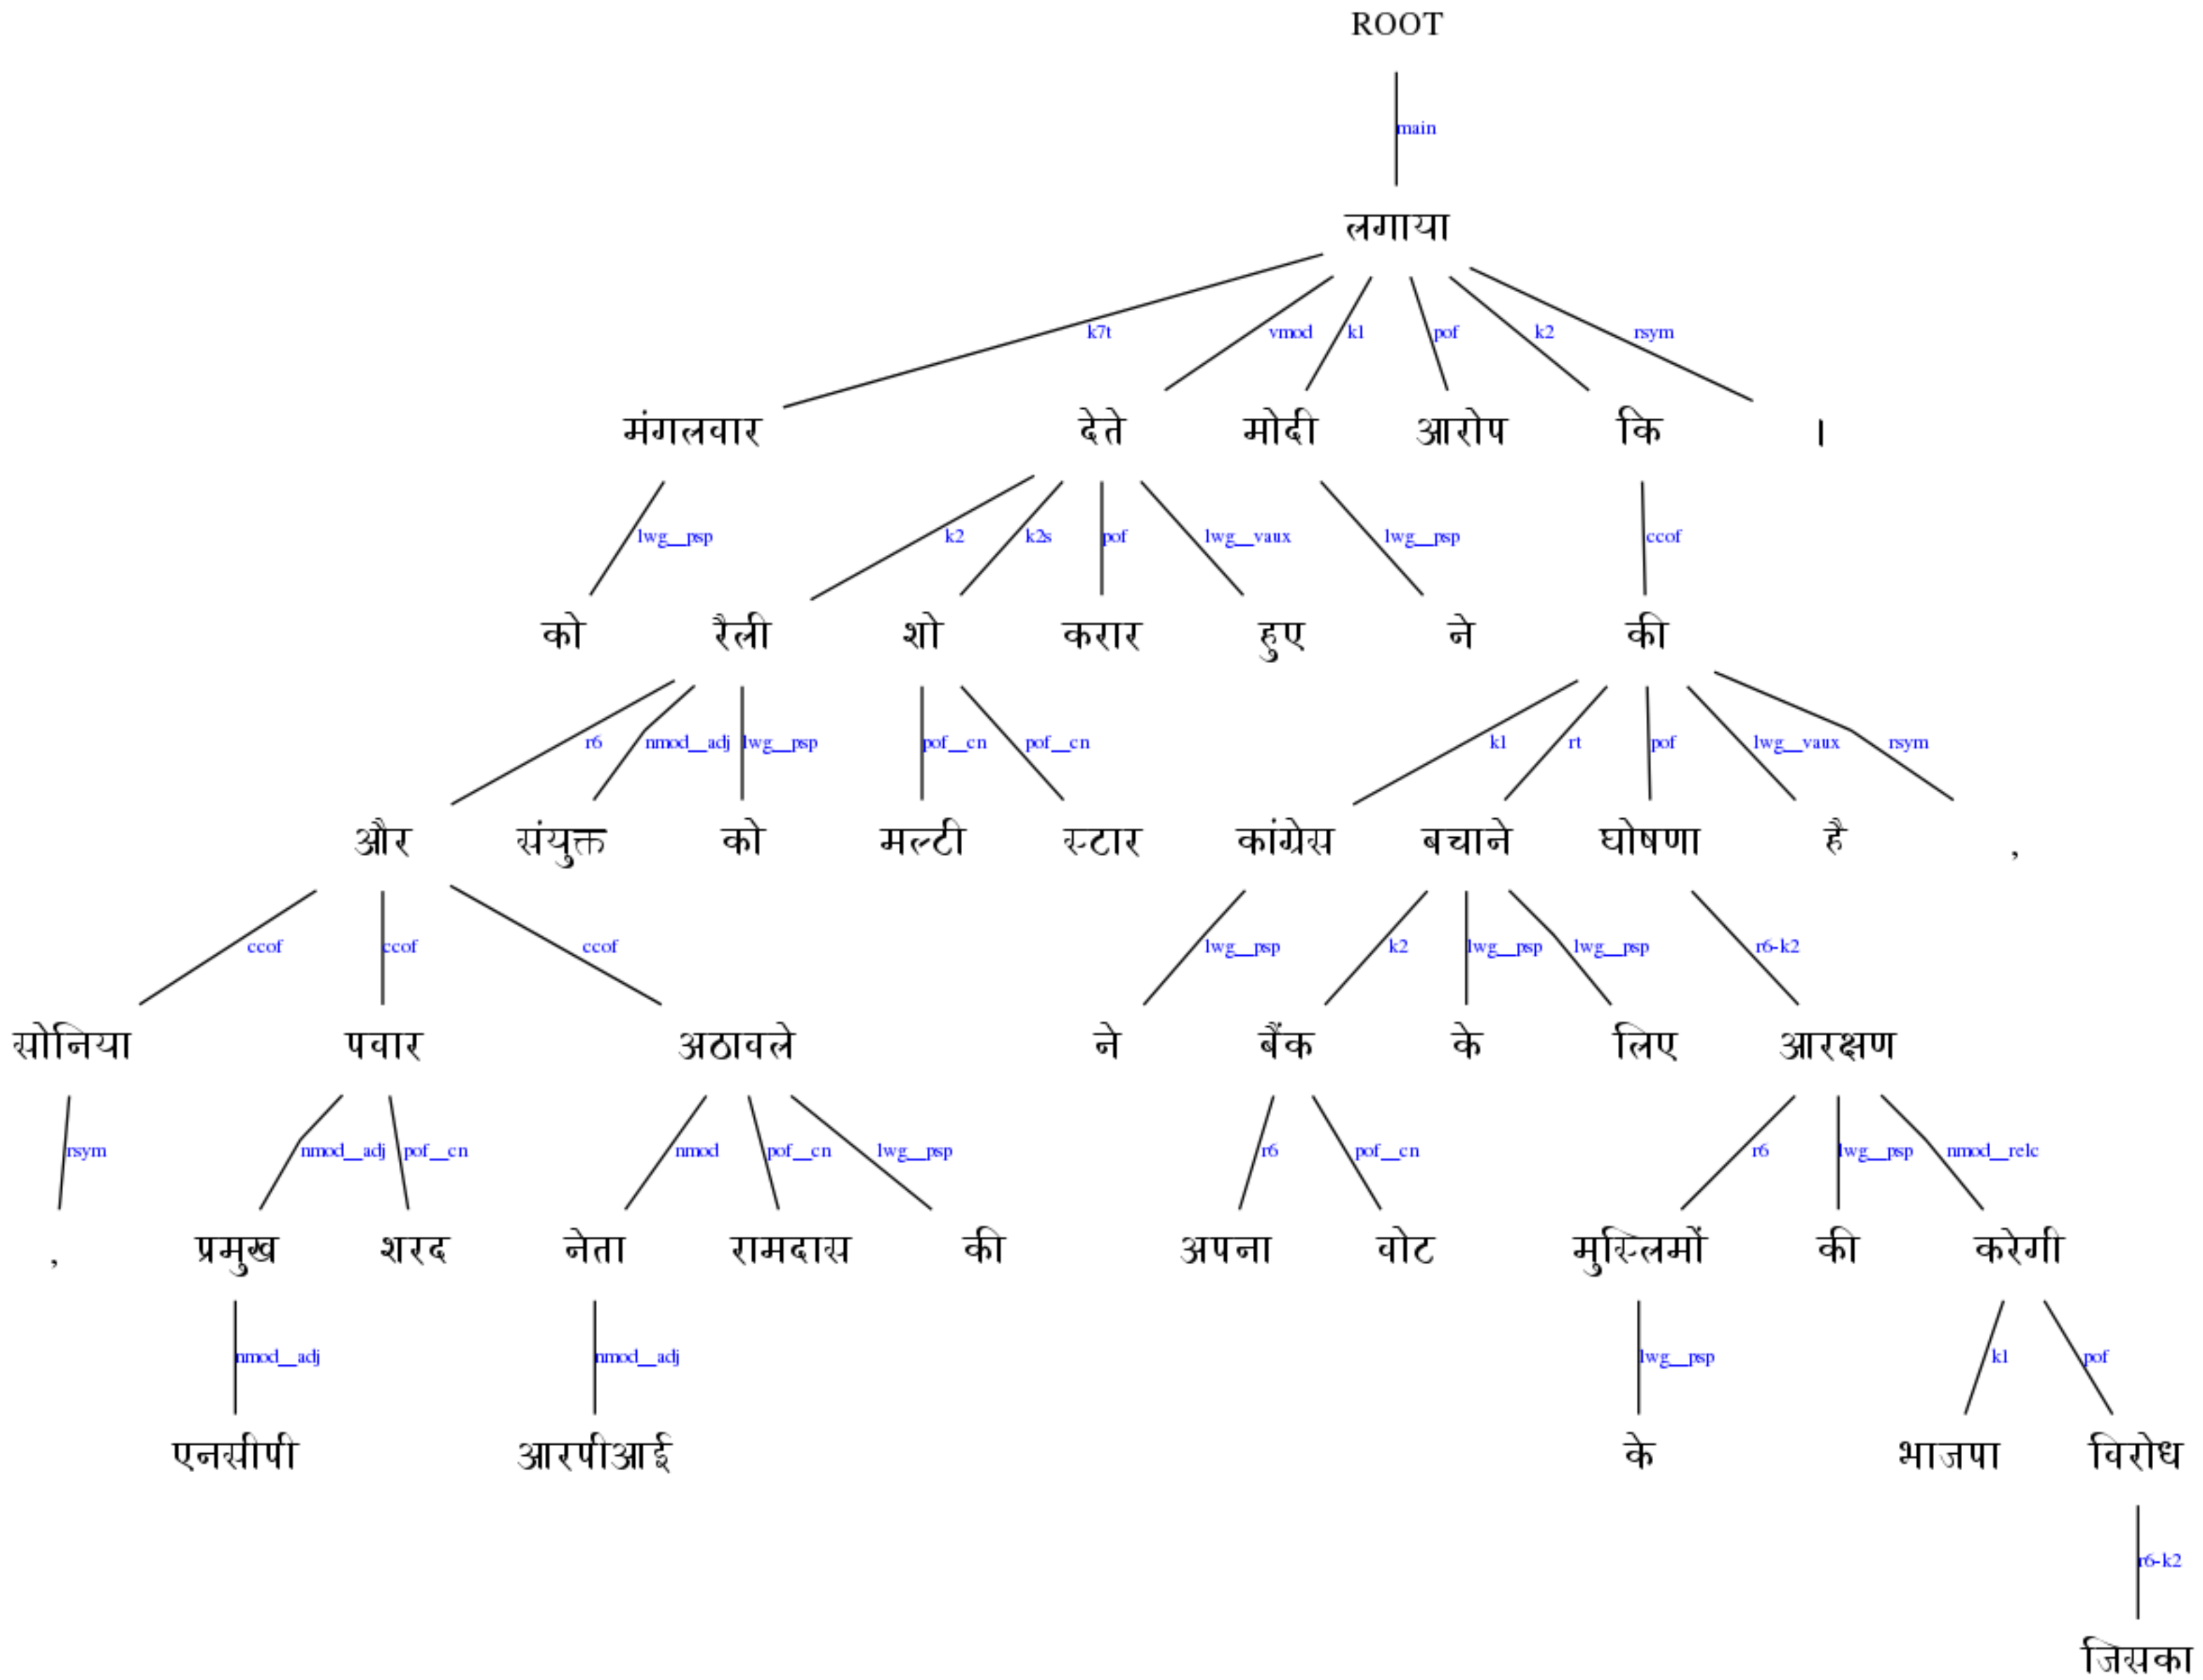 ROOT
main
लगाया
k7t vmod k1 pof k2 rsym
मंगलवार देते मोदी आरोप कि ।
lwg__psp k2 k2s pof lwg__vaux lwg__psp ccof
को रैली शो करार हुए ने की
r6 nmod__adj lwg__psp pof__cn pof__cn k1 rt pof lwg__vaux rsym
और संयुक्त को मल्टी स्टार कांग्रेस बचाने घोषणा है ,
ccof ccof ccof lwg__psp k2 lwg__psp lwg__psp r6-k2
सोनिया पवार अठावले ने बैंक के लिए आरक्षण
rsym nmod__adj pof__cn nmod pof__cn lwg__psp r6 pof__cn r6 lwg__psp nmod__relc
, प्रमुख शरद नेता रामदास की अपना वोट मुस्लिमों की करेगी
nmod__adj nmod__adj lwg__psp k1 pof
एनसीपी आरपीआई के भाजपा विरोध
r6-k2
जिसका